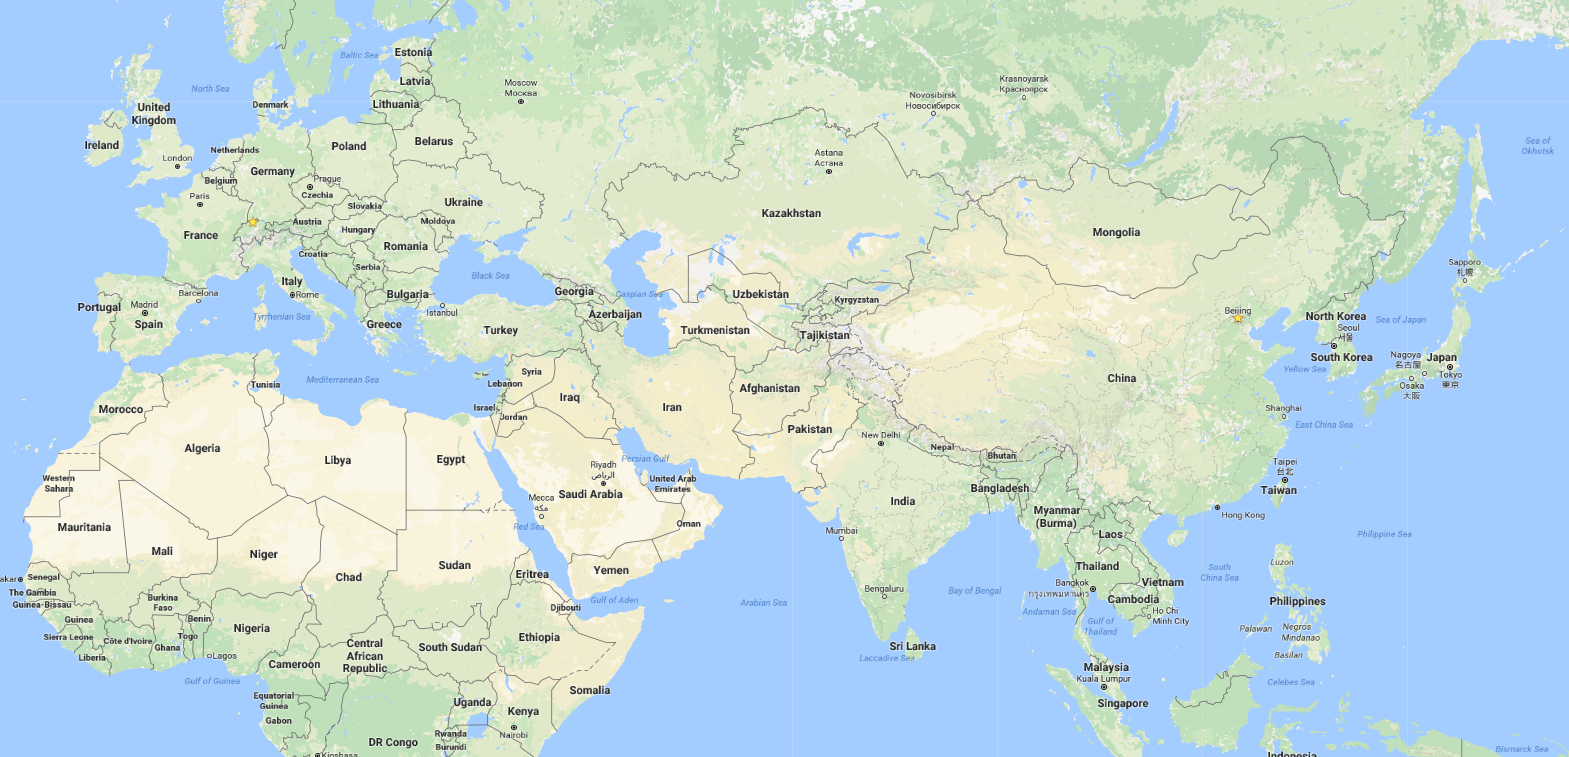 Baltic Sea
Estonia
Latvia
Lithuania
Moscow
Москва
Novosibirsk
Новосибирск
Krasnoyarsk
Красноярск
North Sea
Denmark
United
Kingdom
Ireland
London
Netherlands
Belgium
Germany
Poland
Belarus
Prague
Czechia
Paris
Slovakia
Ukraine
Austria
Hungary
Moldova
France
Croatia
Romania
Serbia
Astana
Астана
Kazakhstan
Mongolia
Sea of
Okhotsk
Sapporo
札幌
Black Sea
Italy
Rome
Barcelona
Bulgaria
Georgia
Caspian Sea
Uzbekistan
Kyrgyzstan
Portugal
Madrid
Spain
Tyrrhenian Sea
Greece
Istanbul
Turkey
Azerbaijan
Turkmenistan
Tajikistan
Beijing
North Korea
Seoul
서울
Sea of Japan
South Korea
Yellow Sea
Nagoya
名古屋
Japan
Tokyo
東京
Osaka
大阪
China
Tunisia
Mediterranean Sea
Syria
Lebanon
Iraq
Israel
Jordan
Iran
Afghanistan
Morocco
Pakistan
New Delhi
Nepal
Bhutan
Shanghai
East China Sea
Algeria
Libya
Egypt
Persian Gulf
Riyadh
الرياض
Saudi Arabia
United Arab
Emirates
Western
Sahara
Mecca
مكة
Red Sea
Oman
India
Bangladesh
Taipei
台北
Taiwan
Myanmar
(Burma)
Hong Kong
Mauritania
Mali
Niger
Chad
Sudan
Eritrea
Yemen
Mumbai
Laos
Philippine Sea
Luzon
akar
Senegal
The Gambia
Guinea-Bissau
Burkina
Faso
Djibouti
Gulf of Aden
Arabian Sea
Bengaluru
Bay of Bengal
Thailand
Bangkok
กรุงเทพมหานคร
Vietnam
South
China Sea
Andaman Sea
Cambodia
Ho Chi
Minh City
Philippines
Guinea
Benin
Sierra Leone
Côte d'Ivoire
Togo
Ghana
Nigeria
Liberia
Lagos
Central
African
Republic
South Sudan
Ethiopia
Cameroon
Gulf of
Thailand
Palawan
Negros
Mindanao
Basilan
Sri Lanka
Laccadive Sea
Gulf of Guinea
Malaysia
Kuala Lumpur
Singapore
Celebes Sea
Equatorial
Guinea
Gabon
Uganda
Kenya
Somalia
Nairobi
Rwanda
Burundi
DR Congo
Kinshasa
Indonesia
Bismarck Sea